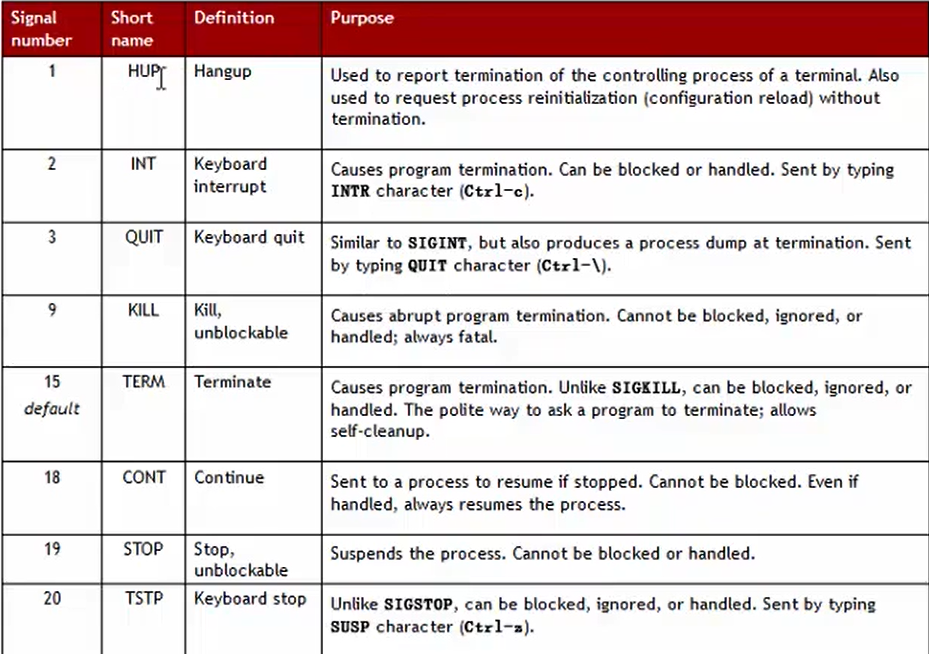 Signal number Short name Definition Purpose
1 HUP Hangup Used to report termination of the controlling process of a terminal. Also
used to request process reinitialization (configuration reload) without
termination.
2 INT Keyboard interrupt Causes program termination. Can be blocked or handled. Sent by typing
INTR character (Ctrl-c).
3 QUIT Keyboard quit Similar to SIGINT, but also produces a process dump at termination. Sent
by typing QUIT character (Ctrl-\).
9 KILL Kill, unblockable Causes abrupt program termination. Cannot be blocked, ignored, or
handled; always fatal.
15 default TERM Terminate Causes program termination. Unlike SIGKILL, can be blocked, ignored, or
handled. The polite way to ask a program to terminate; allows
self-cleanup.
18 CONT Continue Sent to a process to resume if stopped. Cannot be blocked. Even if
handled, always resumes the process.
19 STOP Stop, unblockable Suspends the process. Cannot be blocked or handled.
20 TSTP Keyboard stop Unlike SIGSTOP, can be blocked, ignored, or handled. Sent by typing
SUSP character (Ctrl-z).